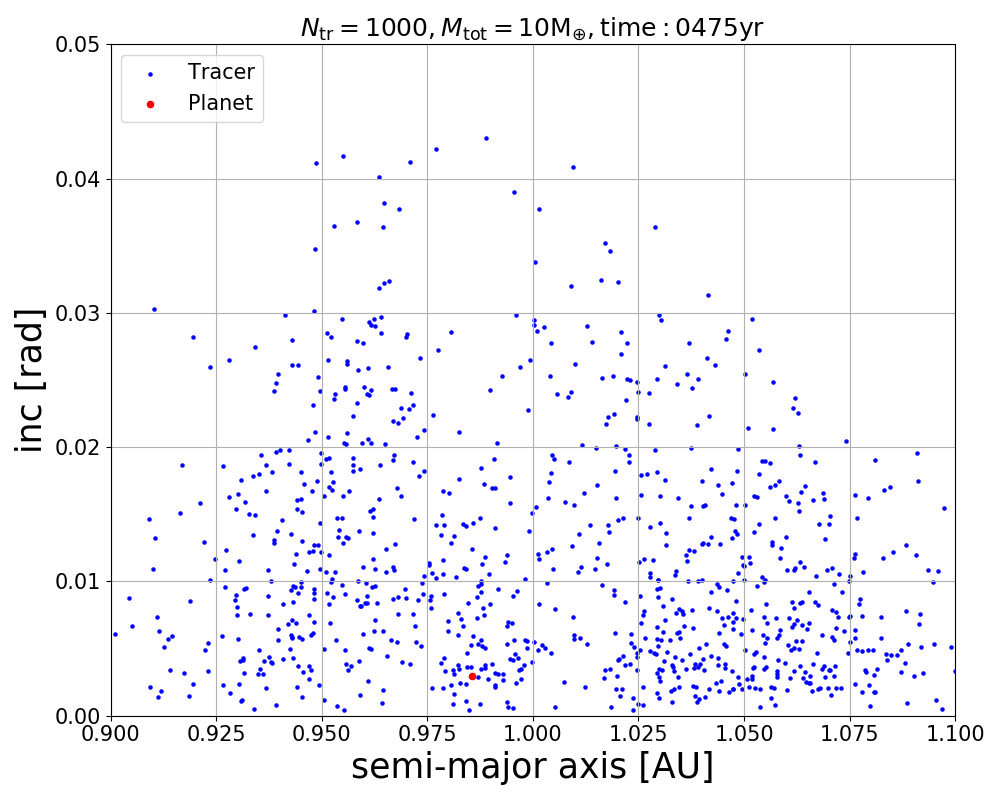 N_tr = 1000, M_tot = 10M_⊕, time : 0475yr
Tracer
Planet
0.05
0.04
0.03
0.02
0.01
0.00
inc [rad]
0.900 0.925 0.950 0.975 1.000 1.025 1.050 1.075 1.100
semi-major axis [AU]